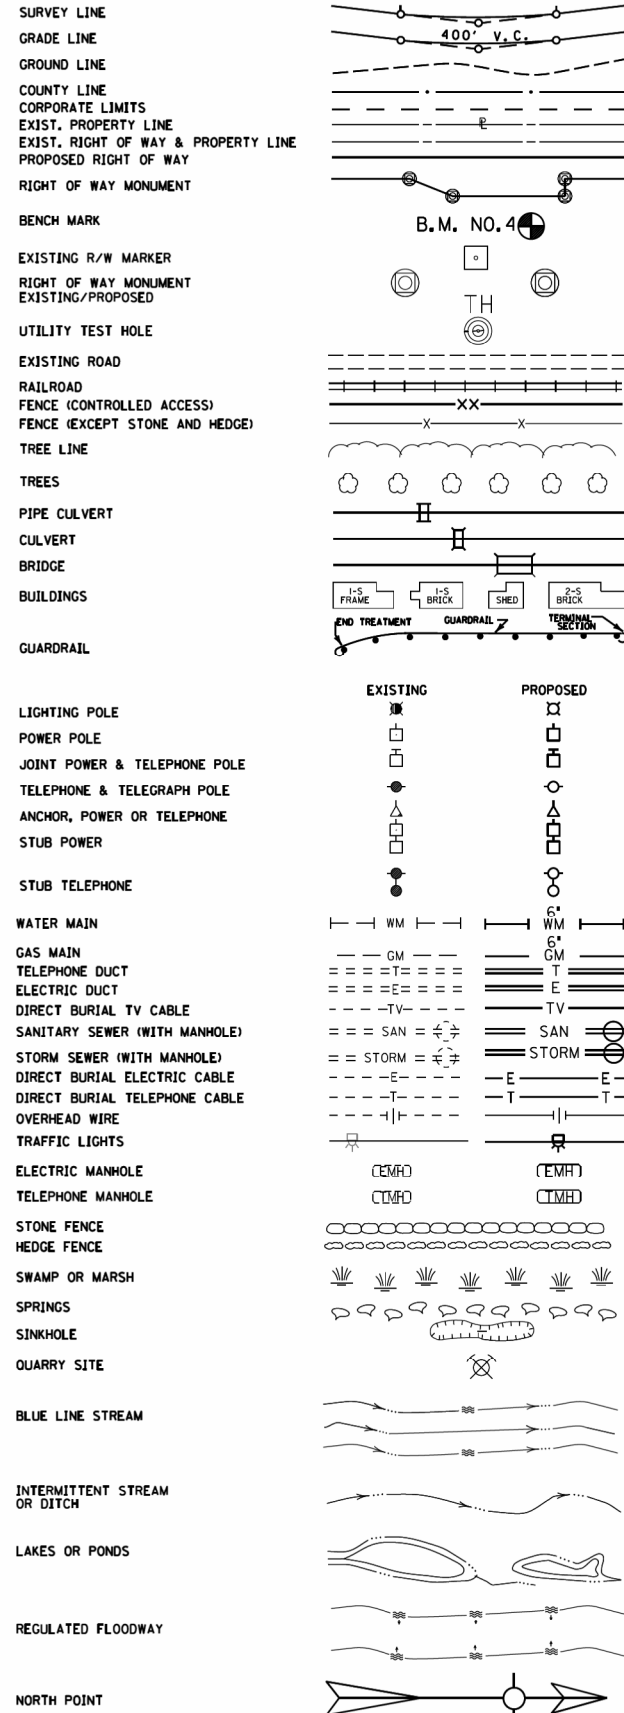 SURVEY LINE
GRADE LINE 400' V.C.
GROUND LINE
COUNTY LINE
CORPORATE LIMITS
EXIST. PROPERTY LINE PL
EXIST. RIGHT OF WAY & PROPERTY LINE
PROPOSED RIGHT OF WAY
RIGHT OF WAY MONUMENT
BENCH MARK B.M. NO.4
EXISTING R/W MARKER
RIGHT OF WAY MONUMENT
EXISTING/PROPOSED
TH
UTILITY TEST HOLE
EXISTING ROAD
RAILROAD
FENCE (CONTROLLED ACCESS) XX
FENCE (EXCEPT STONE AND HEDGE) X X
TREE LINE
TREES
PIPE CULVERT
CULVERT
BRIDGE
BUILDINGS
1-S FRAME
1-S BRICK
SHED
2-S BRICK
END TREATMENT GUARDRAIL TERMINAL SECTION
GUARDRAIL
EXISTING PROPOSED
LIGHTING POLE
POWER POLE
JOINT POWER & TELEPHONE POLE
TELEPHONE & TELEGRAPH POLE
ANCHOR, POWER OR TELEPHONE
STUB POWER
STUB TELEPHONE
6"
WATER MAIN WM WM
6"
GAS MAIN GM GM
TELEPHONE DUCT T T
ELECTRIC DUCT E E
DIRECT BURIAL TV CABLE TV TV
SANITARY SEWER (WITH MANHOLE) SAN SAN
STORM SEWER (WITH MANHOLE) STORM STORM
DIRECT BURIAL ELECTRIC CABLE E E E
DIRECT BURIAL TELEPHONE CABLE T T T
OVERHEAD WIRE
TRAFFIC LIGHTS
ELECTRIC MANHOLE EMH EMH
TELEPHONE MANHOLE TMH TMH
STONE FENCE
HEDGE FENCE
SWAMP OR MARSH
SPRINGS
SINKHOLE
QUARRY SITE
BLUE LINE STREAM
INTERMITTENT STREAM
OR DITCH
LAKES OR PONDS
REGULATED FLOODWAY
NORTH POINT